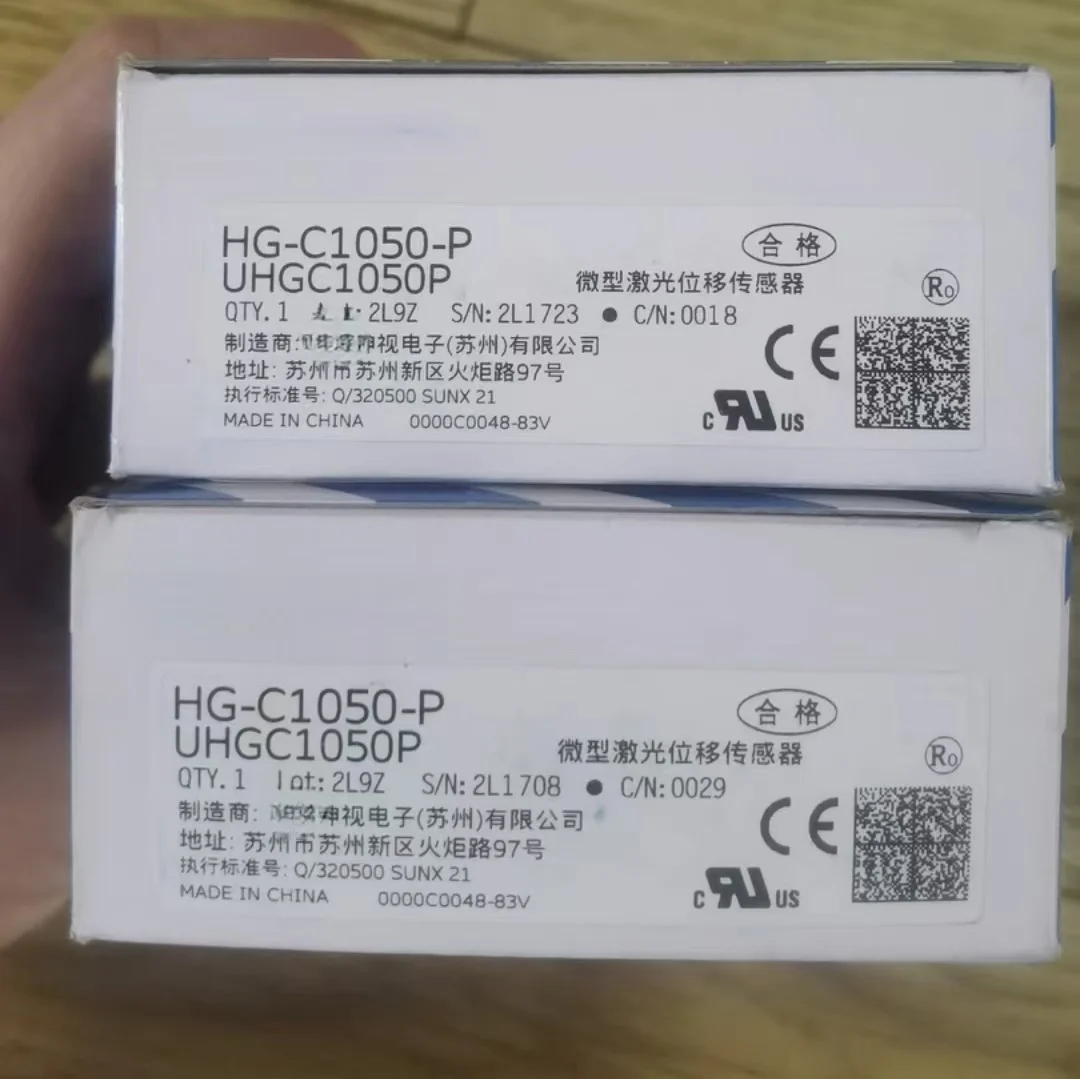 HG-C1050-P
合格
UHGC1050P
微型激光位移传感器
Ro
QTY.1 2L9Z S/N:2L1723 ● C/N:0018
制造商: 神视电子(苏州)有限公司
CE
地址: 苏州市苏州新区火炬路97号
执行标准号: Q/320500 SUNX 21
MADE IN CHINA 0000C0048-83V
C US
HG-C1050-P
合格
UHGC1050P
微型激光位移传感器
Ro
QTY.1 Lot.:2L9Z S/N:2L1708 ● C/N:0029
制造商: 神视电子(苏州)有限公司
CE
地址: 苏州市苏州新区火炬路97号
执行标准号: Q/320500 SUNX 21
MADE IN CHINA 0000C0048-83V
C US